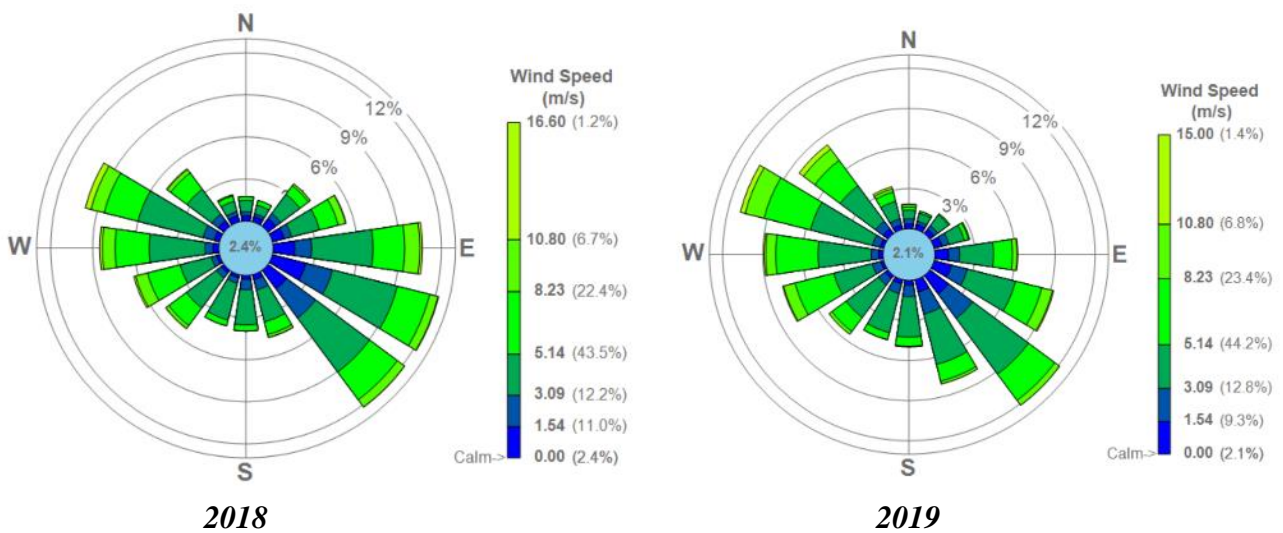 N
12%
9%
6%
2.4%
W
E
S
Wind Speed
(m/s)
16.60 (1.2%)
10.80 (6.7%)
8.23 (22.4%)
5.14 (43.5%)
3.09 (12.2%)
1.54 (11.0%)
Calm-> 0.00 (2.4%)
2018
N
12%
9%
6%
3%
2.1%
W
E
S
Wind Speed
(m/s)
15.00 (1.4%)
10.80 (6.8%)
8.23 (23.4%)
5.14 (44.2%)
3.09 (12.8%)
1.54 (9.3%)
Calm-> 0.00 (2.1%)
2019